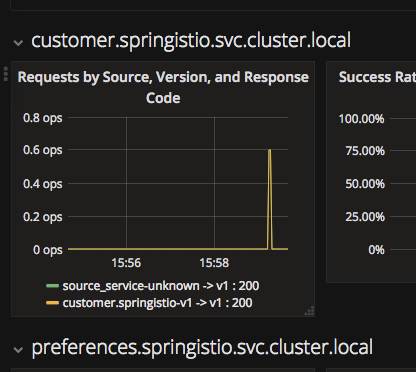 customer.springistio.svc.cluster.local
Requests by Source, Version, and Response
Code
0.8 ops
0.6 ops
0.4 ops
0.2 ops
0 ops
15:56
15:58
source_service-unknown -> v1 : 200
customer.springistio-v1 -> v1 : 200
Success Rat
100.00%
75.00%
50.00%
25.00%
0%
preferences.springistio.svc.cluster.local